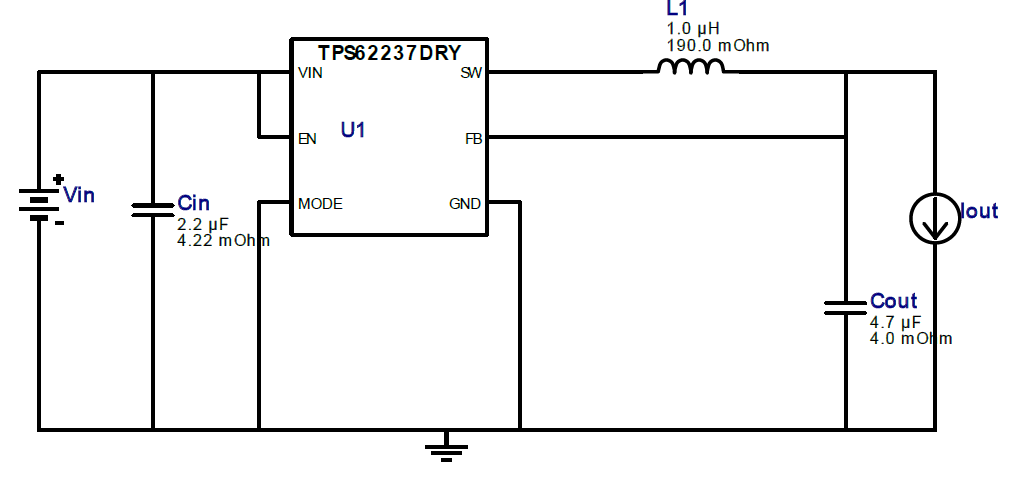 L1
1.0 µH
190.0 mOhm
TPS62237DRY
VIN
SW
U1
EN
FB
MODE
GND
+
Vin
-
Cin
2.2 µF
4.22 mOhm
Iout
Cout
4.7 µF
4.0 mOhm